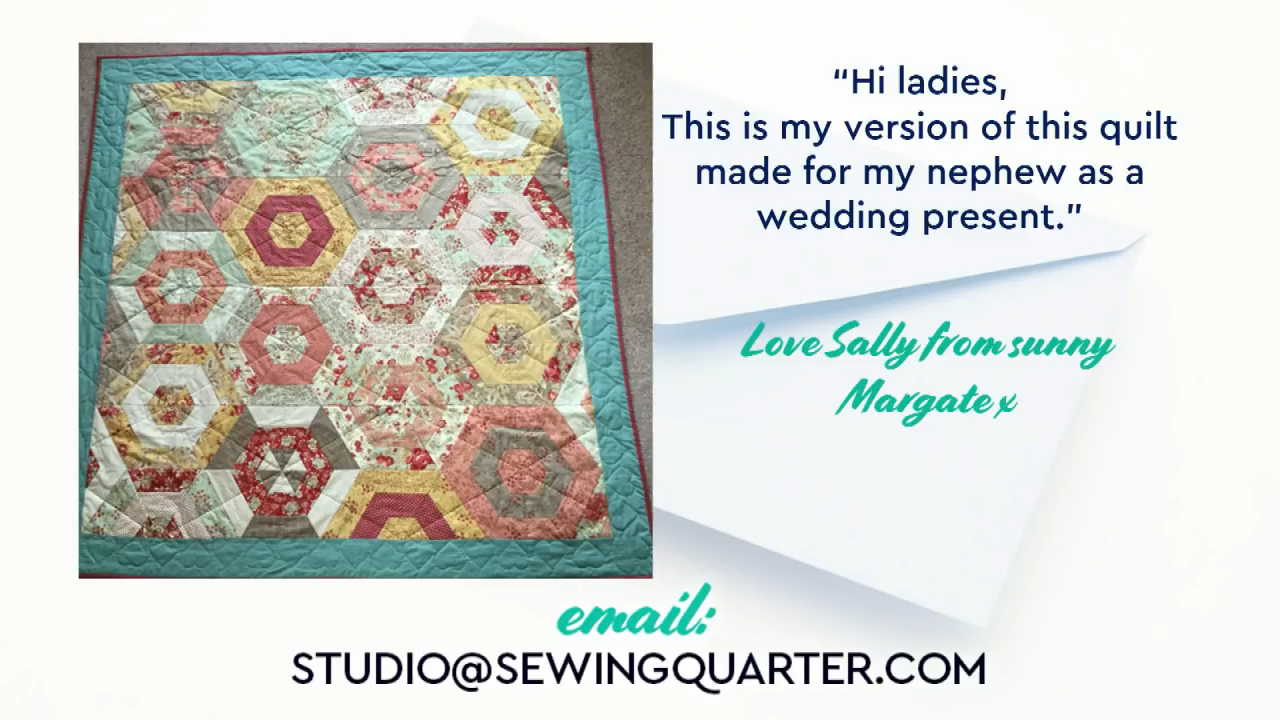 “Hi ladies,
This is my version of this quilt
made for my nephew as a
wedding present.”
Love Sally from sunny
Margate x
email:
STUDIO@SEWINGQUARTER.COM